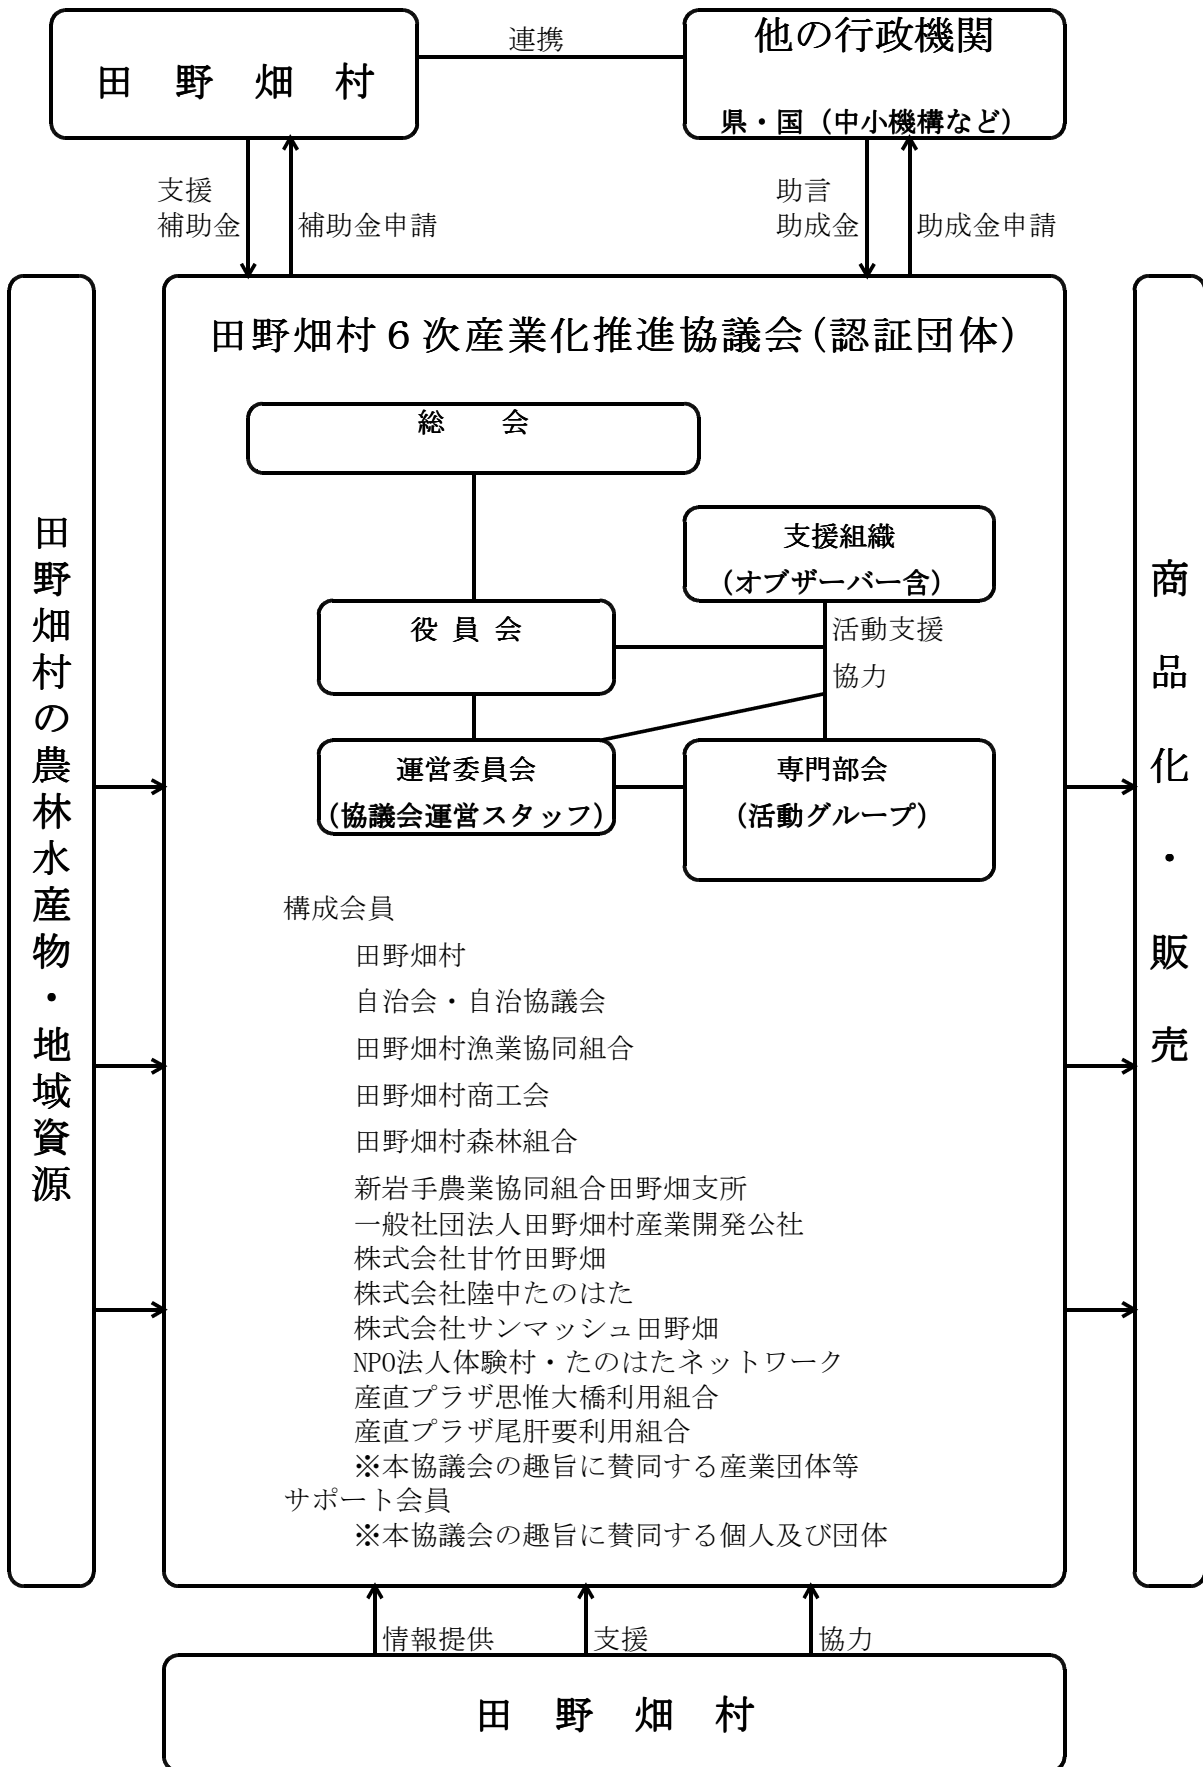 田 野 畑 村
連携
他の行政機関
県・国（中小機構など）
支援
補助金
補助金申請
助言
助成金
助成金申請
田野畑村の農林水産物・地域資源
田野畑村６次産業化推進協議会(認証団体)
総　会
支援組織
（オブザーバー含）
役 員 会
活動支援
協力
運営委員会
（協議会運営スタッフ）
専門部会
（活動グループ）
構成会員
田野畑村
自治会・自治協議会
田野畑村漁業協同組合
田野畑村商工会
田野畑村森林組合
新岩手農業協同組合田野畑支所
一般社団法人田野畑村産業開発公社
株式会社甘竹田野畑
株式会社陸中たのはた
株式会社サンマッシュ田野畑
NPO法人体験村・たのはたネットワーク
産直プラザ思惟大橋利用組合
産直プラザ尾肝要利用組合
※本協議会の趣旨に賛同する産業団体等
サポート会員
※本協議会の趣旨に賛同する個人及び団体
商品化・販売
情報提供
支援
協力
田 野 畑 村